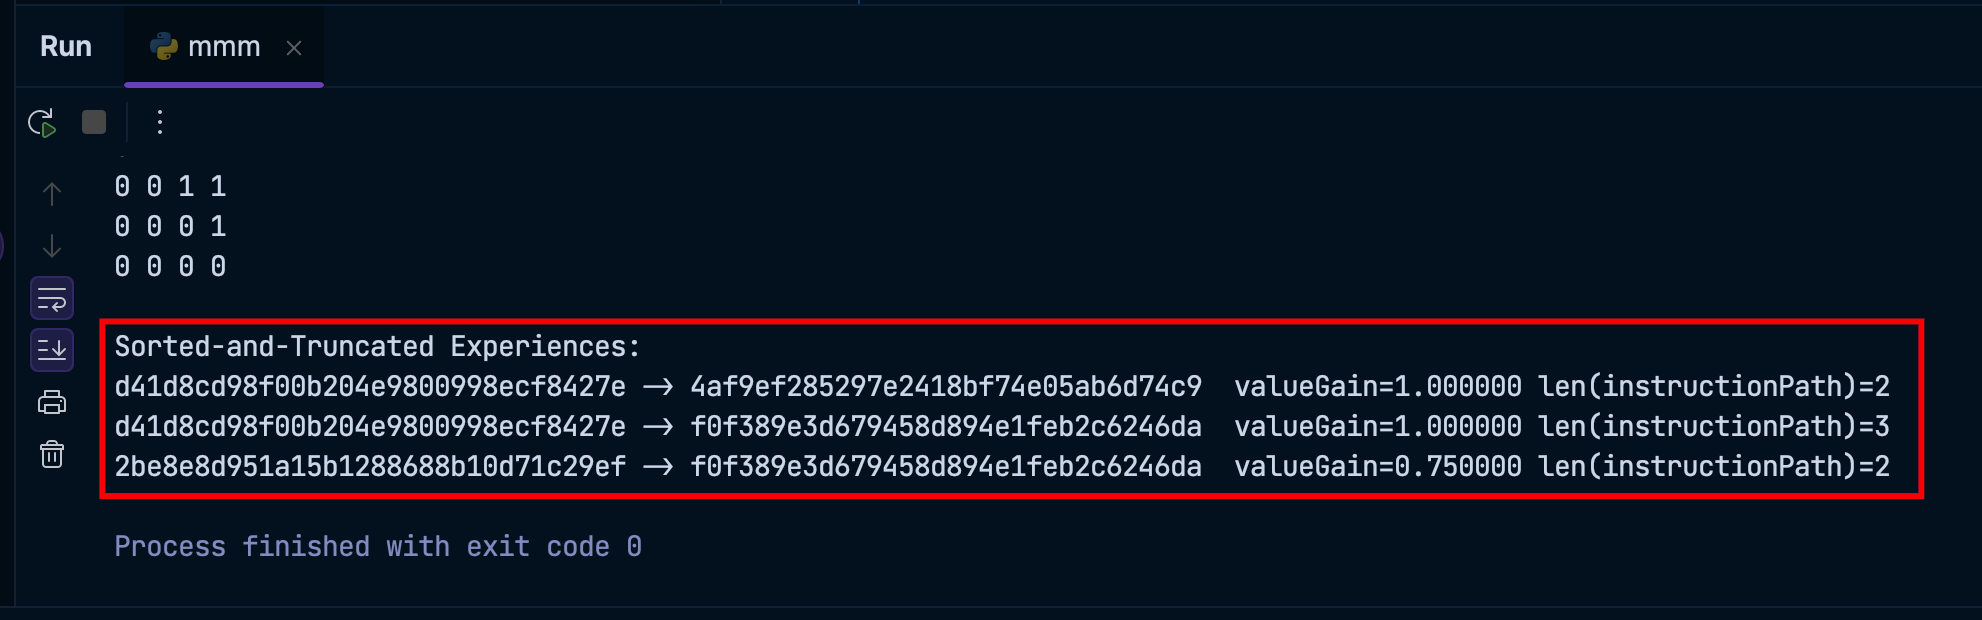 Run mmm
0 0 1 1
0 0 0 1
0 0 0 0
Sorted-and-Truncated Experiences:
d41d8cd98f00b204e9800998ecf8427e --> 4af9ef285297e2418bf74e05ab6d74c9  valueGain=1.000000 len(instructionPath)=2
d41d8cd98f00b204e9800998ecf8427e --> f0f389e3d679458d894e1feb2c6246da  valueGain=1.000000 len(instructionPath)=3
2be8e8d951a15b1288688b10d71c29ef --> f0f389e3d679458d894e1feb2c6246da  valueGain=0.750000 len(instructionPath)=2
Process finished with exit code 0